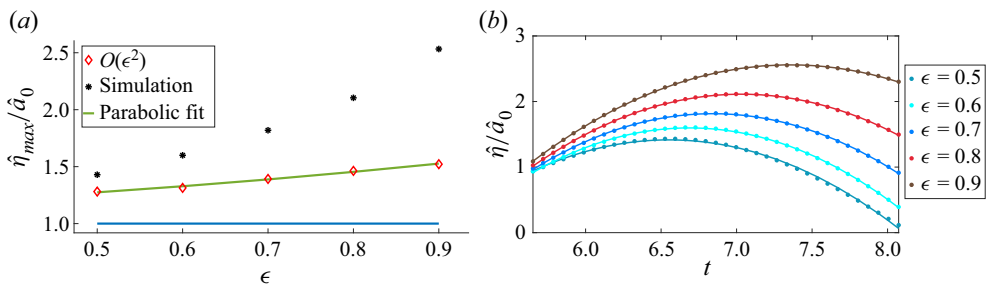 (a)
2.5
2.0
1.5
1.0
η̂max/â0
O(ϵ²)
Simulation
Parabolic fit
0.5 0.6 0.7 0.8 0.9
ϵ
(b)
3
2
1
0
η̂/â0
6.0 6.5 7.0 7.5 8.0
t
ϵ = 0.5
ϵ = 0.6
ϵ = 0.7
ϵ = 0.8
ϵ = 0.9